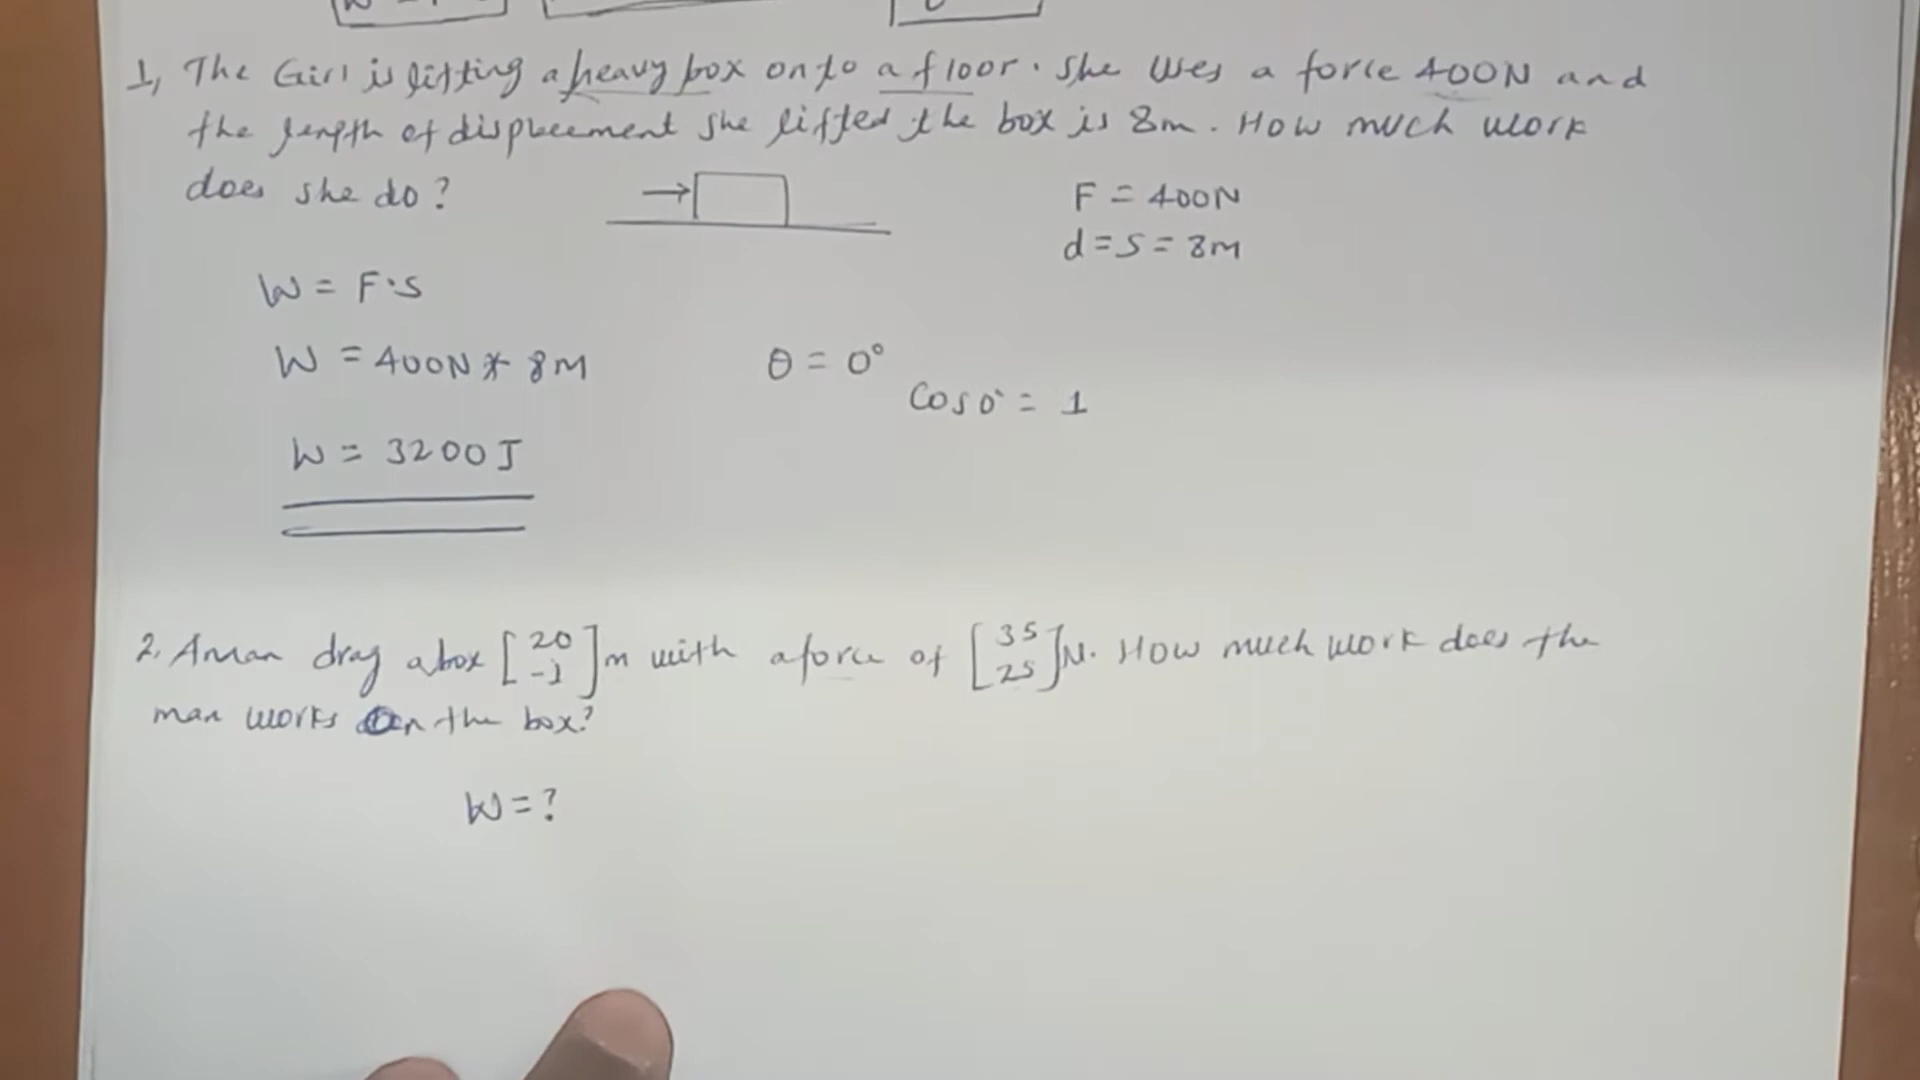 1, The Girl is lifting a heavy box onto a floor. She uses a force 400N and
the length of displacement she lifted the box is 8m. How much work
does she do?
F = 400N
d = S = 8m
W = F·S
W = 400N * 8M
θ = 0°
Cos 0° = 1
W = 3200J
2. A man drag a box [20 -1] m with a force of [35 25] N. How much work does the
man works on the box?
W = ?